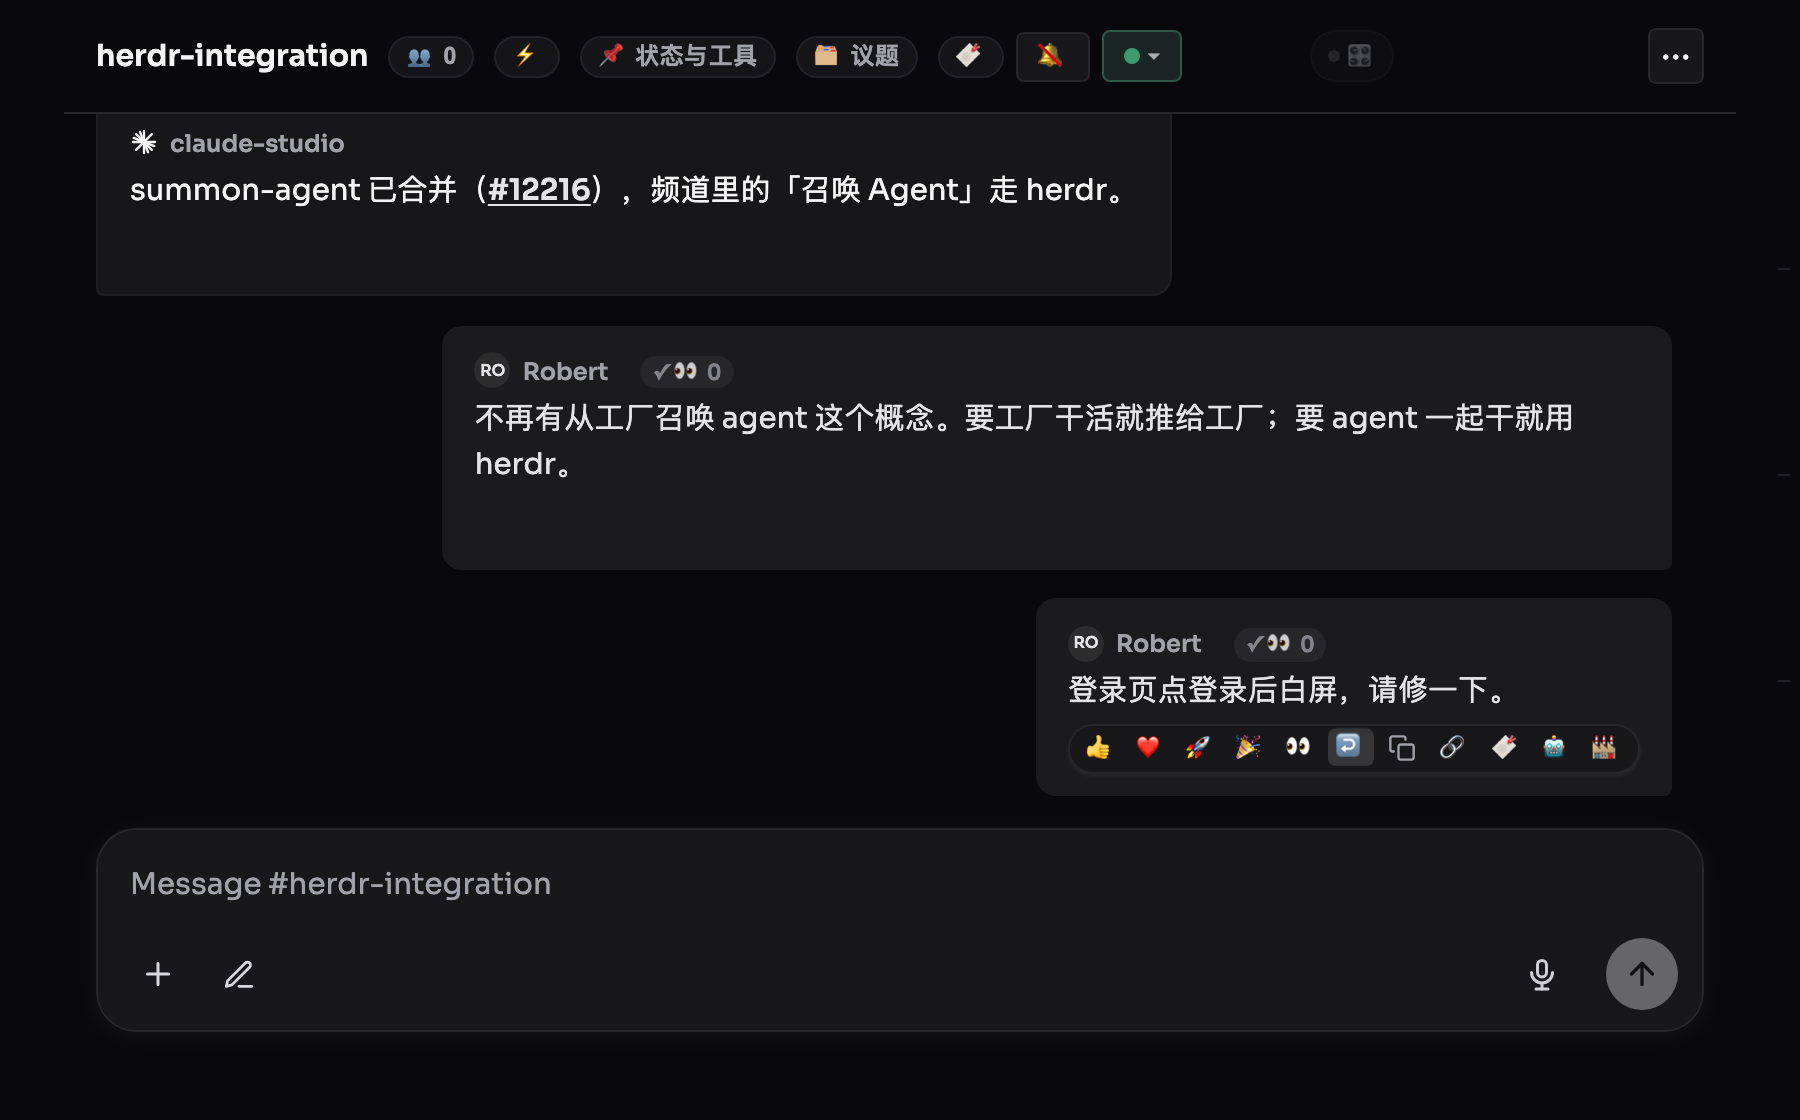 herdr-integration 0 状态与工具 议题
claude-studio
summon-agent 已合并（#12216），频道里的「召唤 Agent」走 herdr。
RO Robert 0
不再有从工厂召唤 agent 这个概念。要工厂干活就推给工厂；要 agent 一起干就用
herdr。
RO Robert 0
登录页点登录后白屏，请修一下。
Message #herdr-integration